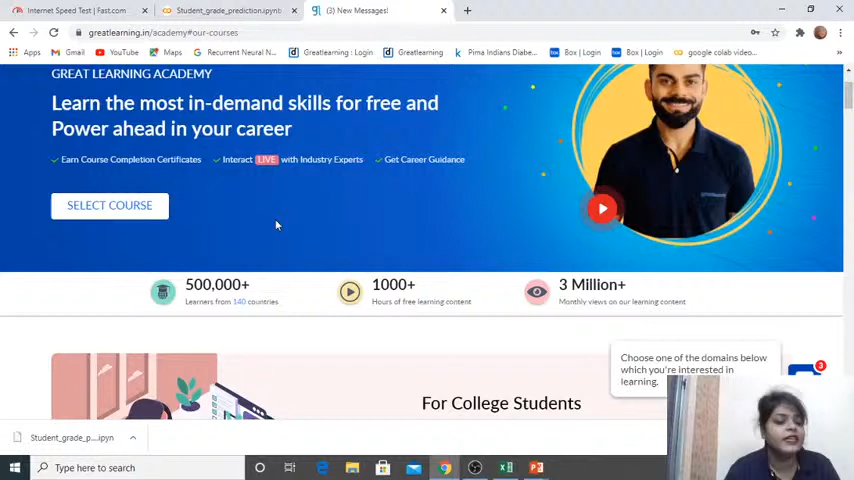 Internet Speed Test | Fast.com
Student_grade_prediction.ipynb
(3) New Messages!
greatlearning.in/academy#our-courses
Apps
Gmail
YouTube
Maps
Recurrent Neural N...
Greatlearning : Login
Greatlearning
Pima Indians Diabe...
Box | Login
Box | Login
google colab video...
GREAT LEARNING ACADEMY
Learn the most in-demand skills for free and
Power ahead in your career
Earn Course Completion Certificates
Interact LIVE with Industry Experts
Get Career Guidance
SELECT COURSE
500,000+
Learners from 140 countries
1000+
Hours of free learning content
3 Million+
Monthly views on our learning content
Choose one of the domains below
which you're interested in
learning.
3
For College Students
Student_grade_p....ipyn
Type here to search